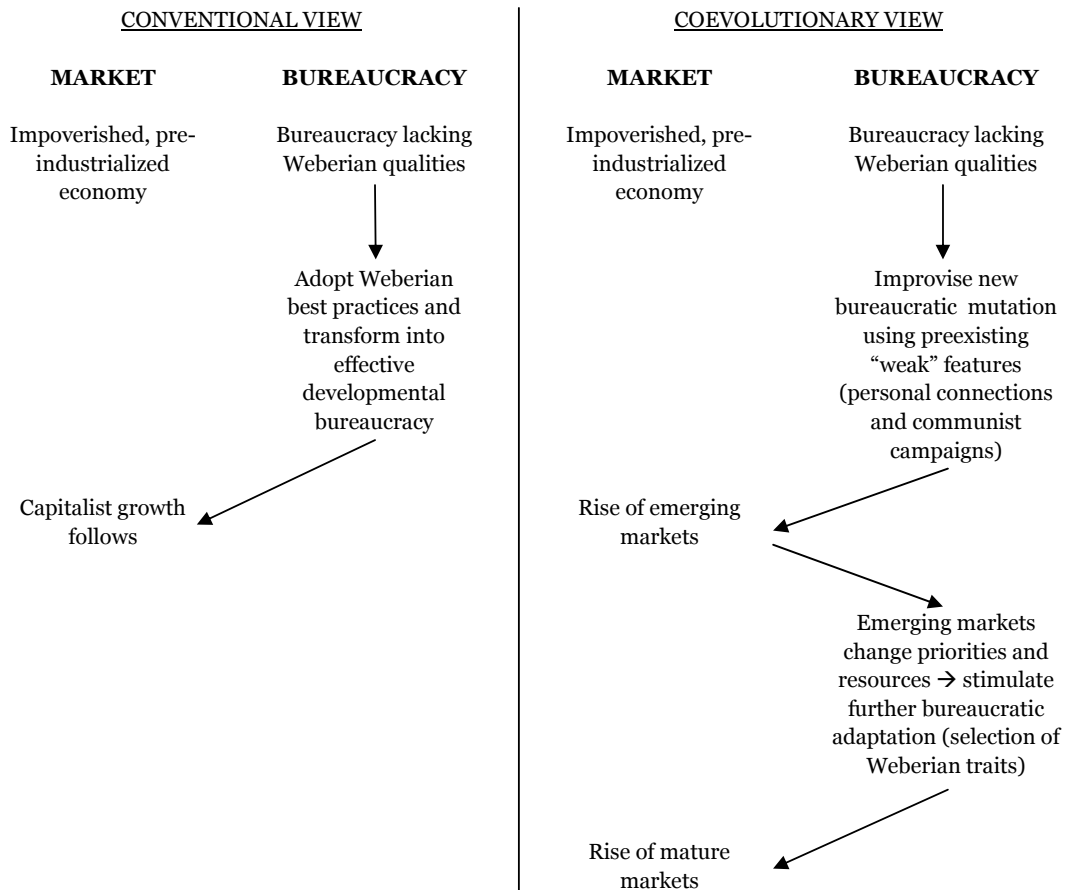 CONVENTIONAL VIEW
MARKET
Impoverished, pre-
industrialized
economy
BUREAUCRACY
Bureaucracy lacking
Weberian qualities
Adopt Weberian
best practices and
transform into
effective
developmental
bureaucracy
Capitalist growth
follows
COEVOLUTIONARY VIEW
MARKET
Impoverished, pre-
industrialized
economy
BUREAUCRACY
Bureaucracy lacking
Weberian qualities
Improvise new
bureaucratic mutation
using preexisting
“weak” features
(personal connections
and communist
campaigns)
Rise of emerging
markets
Emerging markets
change priorities and
resources → stimulate
further bureaucratic
adaptation (selection of
Weberian traits)
Rise of mature
markets